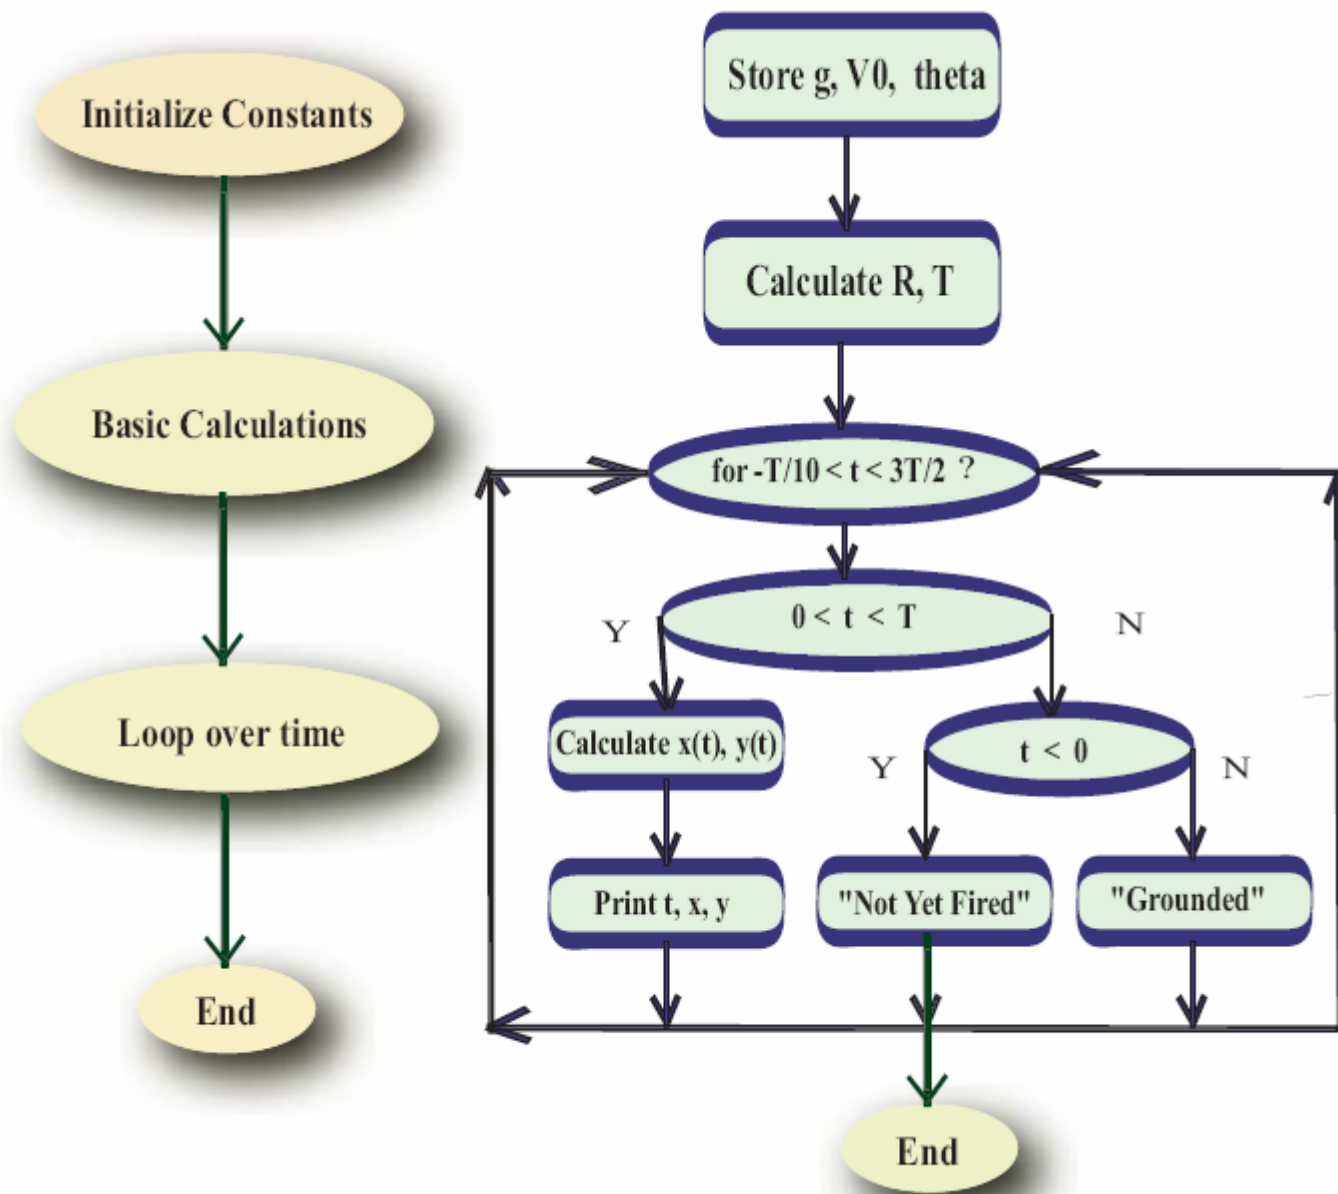 Initialize Constants
Basic Calculations
Loop over time
End
Store g, V0, theta
Calculate R, T
for -T/10 < t < 3T/2 ?
0 < t < T
Y
N
Calculate x(t), y(t)
t < 0
Y
N
Print t, x, y
"Not Yet Fired"
"Grounded"
End